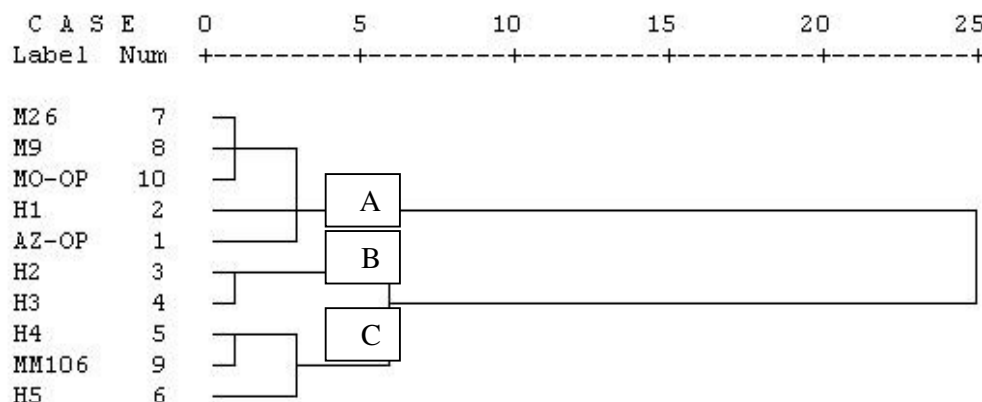 C A S E 0 5 10 15 20 25
Label Num +---------+---------+---------+---------+---------+
M26 7
M9 8
MO-OP 10
H1 2
A
AZ-OP 1
B
H2 3
H3 4
H4 5
C
MM106 9
H5 6